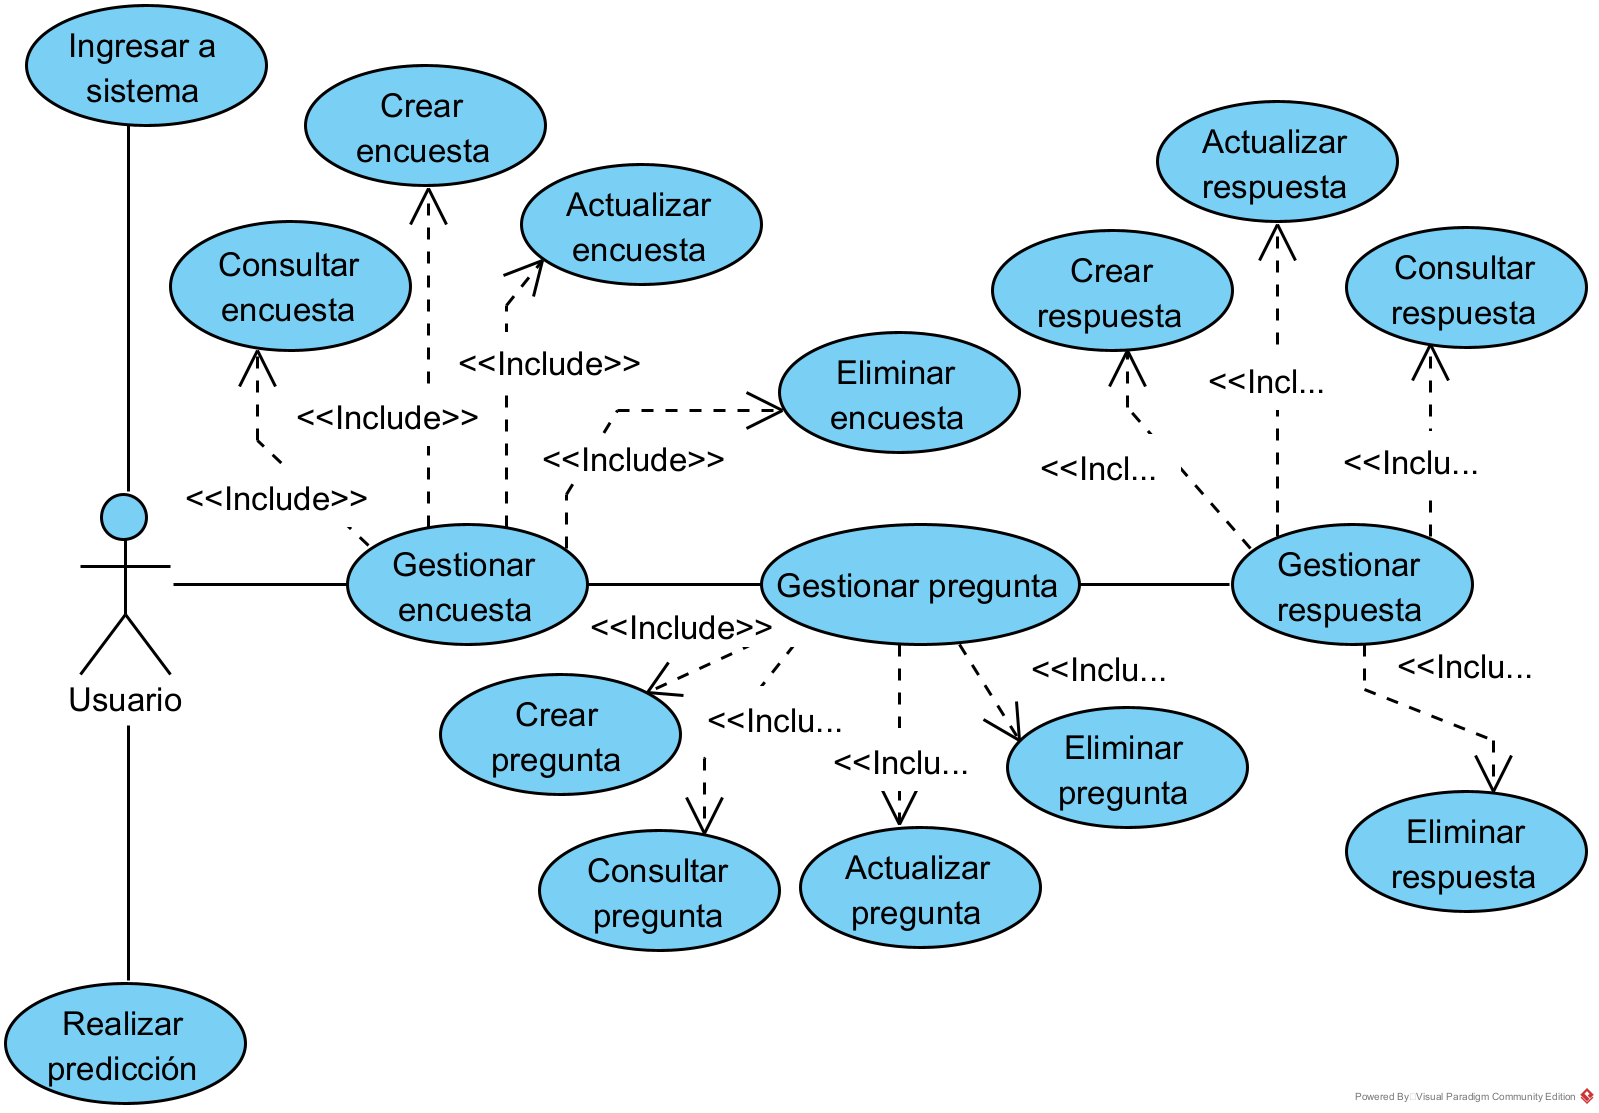 Ingresar a
sistema
Crear
encuesta
Actualizar
encuesta
Consultar
encuesta
Actualizar
respuesta
Crear
respuesta
Consultar
respuesta
Eliminar
encuesta
<<Include>>
<<Include>>
<<Include>>
<<Include>>
<<Incl...
<<Incl...
<<Inclu...
Gestionar
encuesta
Gestionar pregunta
Gestionar
respuesta
Usuario
<<Include>>
<<Inclu...
<<Inclu...
<<Inclu...
<<Inclu...
Crear
pregunta
Eliminar
pregunta
Consultar
pregunta
Actualizar
pregunta
Eliminar
respuesta
Realizar
predicción
Powered By Visual Paradigm Community Edition